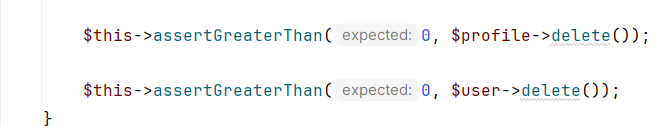 $this->assertGreaterThan( expected: 0, $profile->delete());
$this->assertGreaterThan( expected: 0, $user->delete());
}